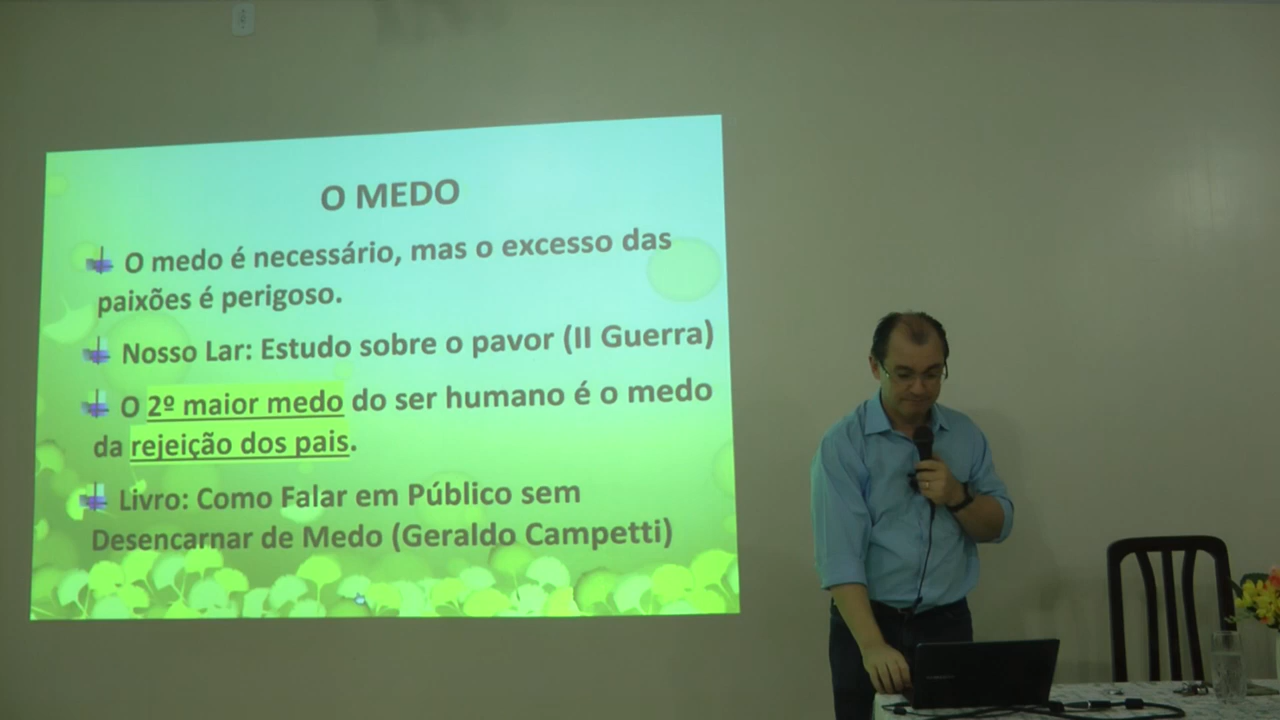 O MEDO
O medo é necessário, mas o excesso das
paixões é perigoso.
Nosso Lar: Estudo sobre o pavor (II Guerra)
O 2º maior medo do ser humano é o medo
da rejeição dos pais.
Livro: Como Falar em Público sem
Desencarnar de Medo (Geraldo Campetti)